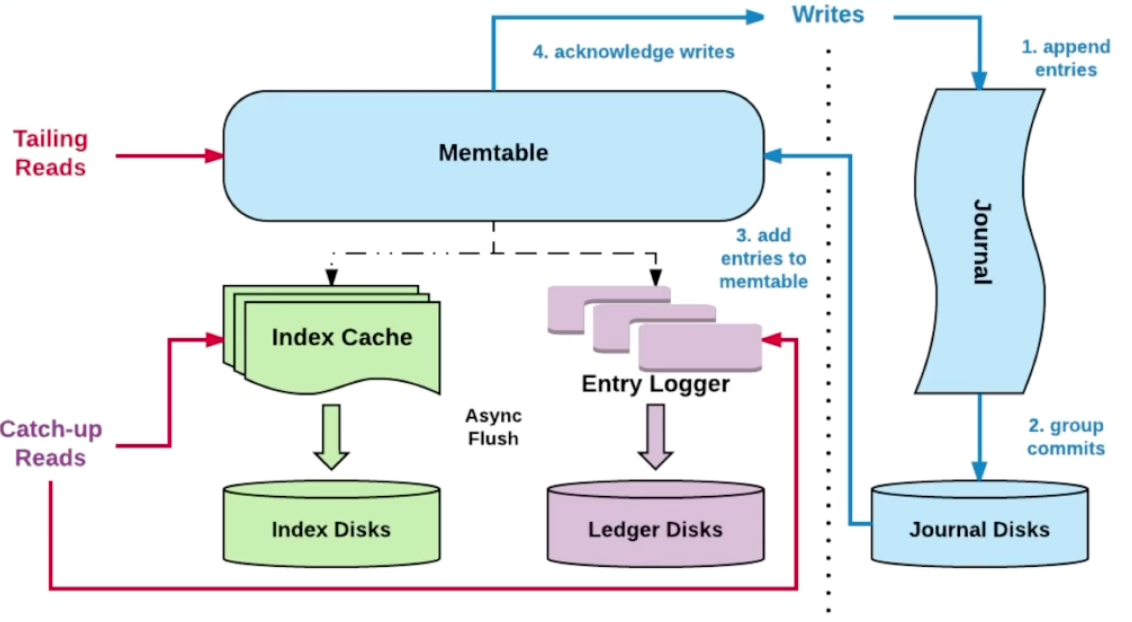 Writes
4. acknowledge writes
1. append
entries
Tailing
Reads
Memtable
Journal
3. add
entries to
memtable
Index Cache
Entry Logger
Catch-up
Reads
Async
Flush
2. group
commits
Index Disks
Ledger Disks
Journal Disks